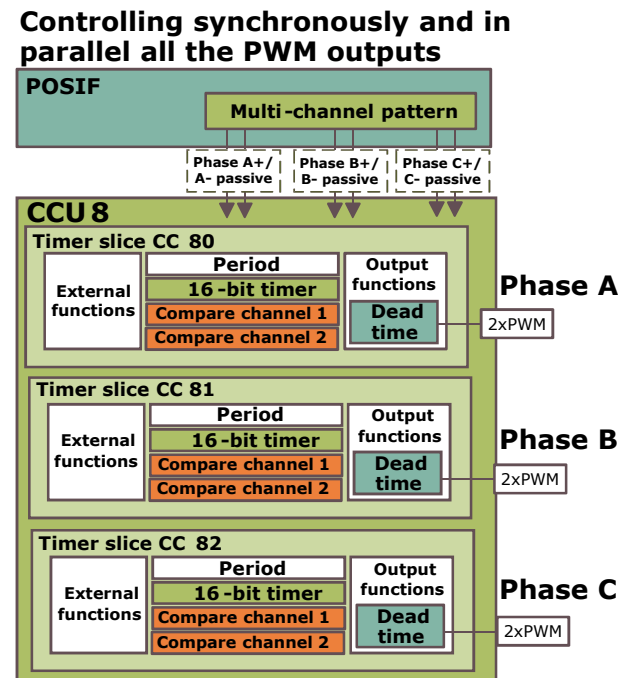 Controlling synchronously and in
parallel all the PWM outputs
POSIF
Multi-channel pattern
Phase A+/
A- passive
Phase B+/
B- passive
Phase C+/
C- passive
CCU 8
Timer slice CC 80
External
functions
Period
16-bit timer
Compare channel 1
Compare channel 2
Output
functions
Dead
time
Phase A
2xPWM
Timer slice CC 81
External
functions
Period
16-bit timer
Compare channel 1
Compare channel 2
Output
functions
Dead
time
Phase B
2xPWM
Timer slice CC 82
External
functions
Period
16-bit timer
Compare channel 1
Compare channel 2
Output
functions
Dead
time
Phase C
2xPWM